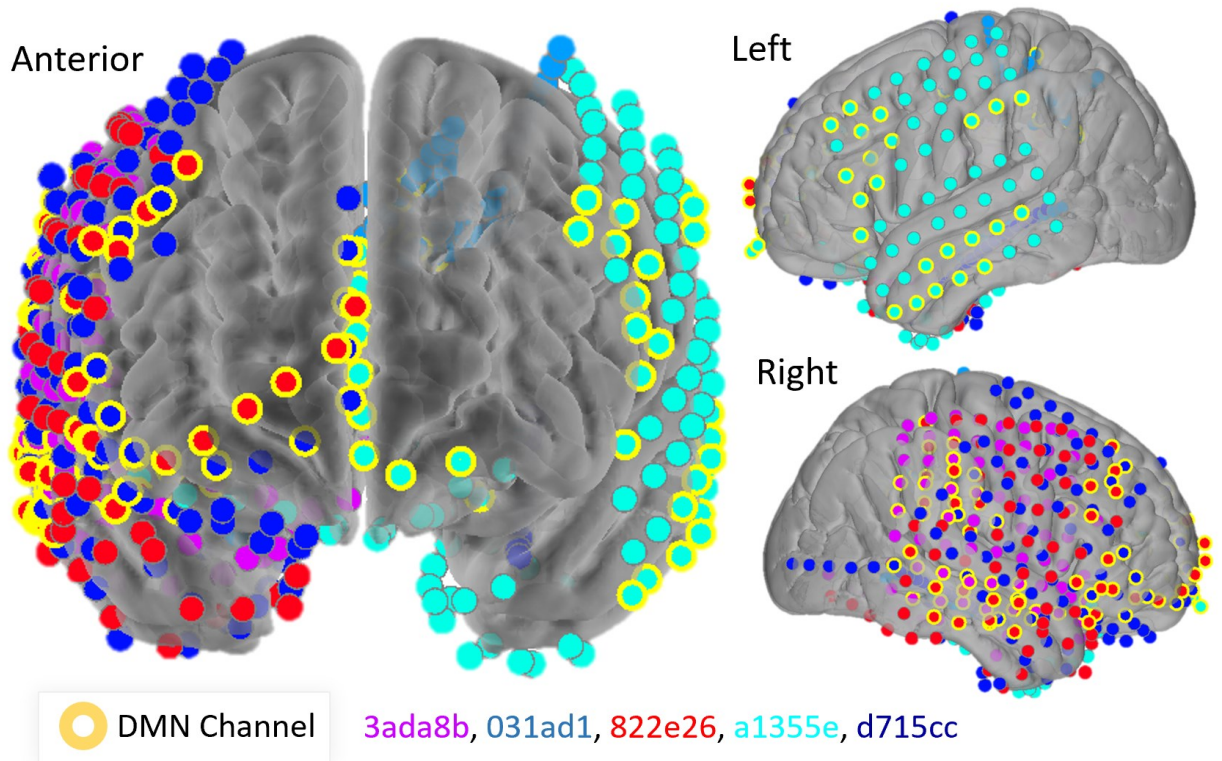 Anterior
Left
Right
DMN Channel
3ada8b, 031ad1, 822e26, a1355e, d715cc